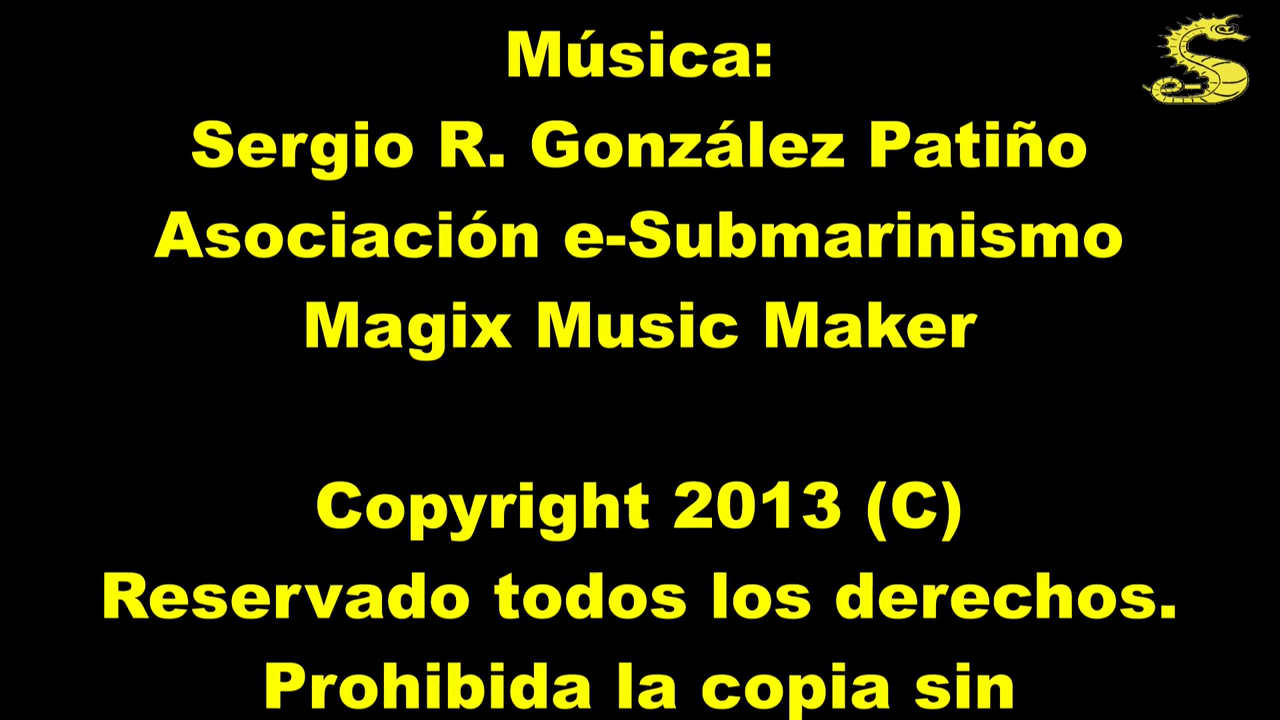 Música:
Sergio R. González Patiño
Asociación e-Submarinismo
Magix Music Maker
Copyright 2013 (C)
Reservado todos los derechos.
Prohibida la copia sin